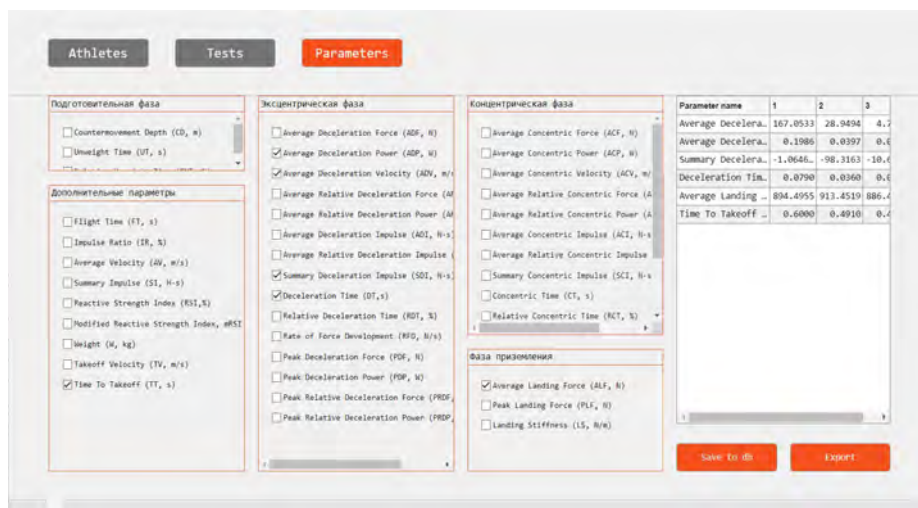 Athletes
Tests
Parameters
Подготовительная фаза
Countermovement Depth (CD, m)
Unweight Time (UT, s)
Дополнительные параметры
Flight Time (FT, s)
Impulse Ratio (IR, %)
Average Velocity (AV, m/s)
Summary Impulse (SI, H-s)
Reactive Strength Index (RSI,%)
Modified Reactive Strength Index, mRSI
Weight (W, kg)
Takeoff Velocity (TV, m/s)
Time To Takeoff (TT, s)
Эксцентрическая фаза
Average Deceleration Force (ADF, N)
Average Deceleration Power (ADP, W)
Average Deceleration Velocity (ADV, m/s
Average Relative Deceleration Force (AR
Average Relative Deceleration Power (AR
Average Deceleration Impulse (ADI, H-s)
Average Relative Deceleration Impulse (
Summary Deceleration Impulse (SDI, H-s)
Deceleration Time (DT,s)
Relative Deceleration Time (RDT, %)
Rate of Force Development (RFD, N/s)
Peak Deceleration Force (PDF, N)
Peak Deceleration Power (PDP, W)
Peak Relative Deceleration Force (PRDF,
Peak Relative Deceleration Power (PRDP,
Концентрическая фаза
Average Concentric Force (ACF, N)
Average Concentric Power (ACP, W)
Average Concentric Velocity (ACV, m/
Average Relative Concentric Force (A
Average Relative Concentric Power (A
Average Concentric Impulse (ACI, H-s
Average Relative Concentric Impulse
Summary Concentric Impulse (SCI, H-s
Concentric Time (CT, s)
Relative Concentric Time (RCT, %)
Фаза приземления
Average Landing Force (ALF, N)
Peak Landing Force (PLF, N)
Landing Stiffness (LS, N/m)
Parameter name 1 2 3
Average Decelera… 167.0533 28.9494 4.7
Average Decelera… 0.1986 0.0397
Summary Decelera… -1.0646… -98.3163 -10.6
Deceleration Tim… 0.0790 0.0360
Average Landing … 894.4955 913.4519 886.4
Time To Takeoff … 0.6000 0.4910
Save to db
Export